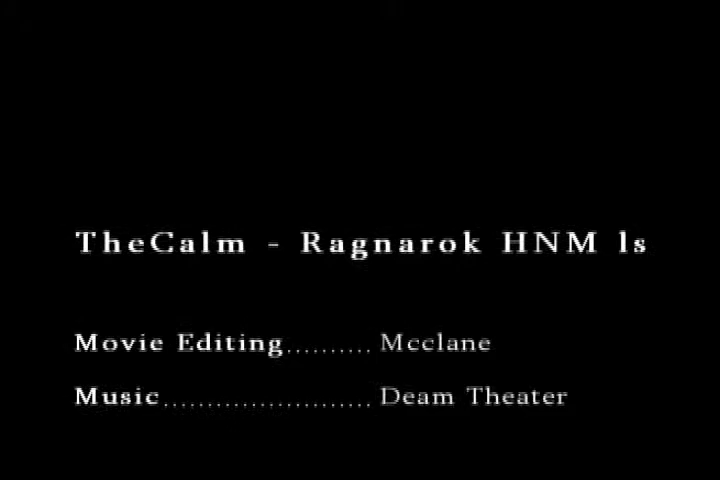 TheCalm - Ragnarok HNM ls
Movie Editing.......... Mcclane
Music........................ Deam Theater